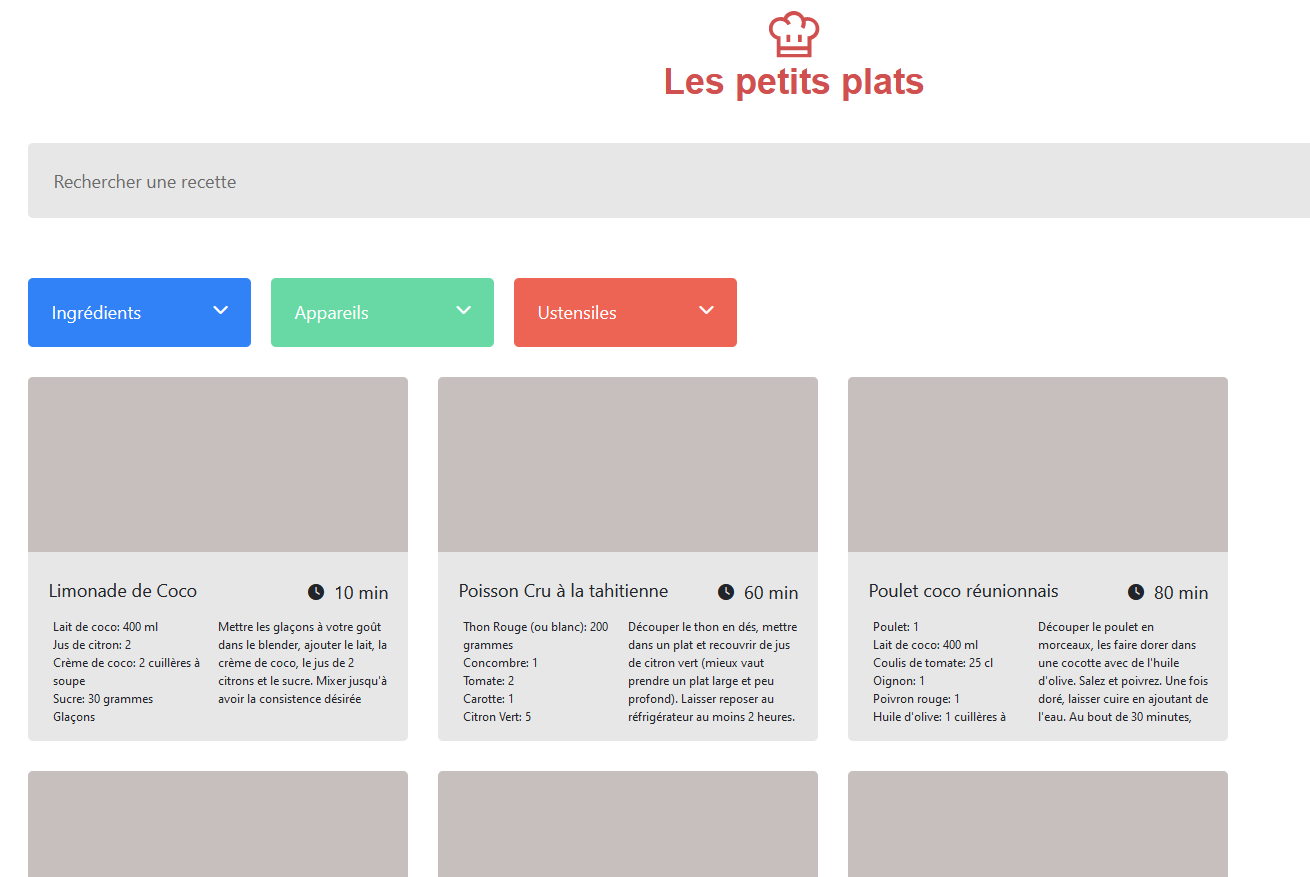 Les petits plats
Rechercher une recette
Ingrédients
Appareils
Ustensiles
Limonade de Coco
10 min
Lait de coco: 400 ml
Jus de citron: 2
Crème de coco: 2 cuillères à
soupe
Sucre: 30 grammes
Glaçons
Mettre les glaçons à votre goût
dans le blender, ajouter le lait, la
crème de coco, le jus de 2
citrons et le sucre. Mixer jusqu'à
avoir la consistence désirée
Poisson Cru à la tahitienne
60 min
Thon Rouge (ou blanc): 200
grammes
Concombre: 1
Tomate: 2
Carotte: 1
Citron Vert: 5
Découper le thon en dés, mettre
dans un plat et recouvrir de jus
de citron vert (mieux vaut
prendre un plat large et peu
profond). Laisser reposer au
réfrigérateur au moins 2 heures.
Poulet coco réunionnais
80 min
Poulet: 1
Lait de coco: 400 ml
Coulis de tomate: 25 cl
Oignon: 1
Poivron rouge: 1
Huile d'olive: 1 cuillères à
Découper le poulet en
morceaux, les faire dorer dans
une cocotte avec de l'huile
d'olive. Salez et poivrez. Une fois
doré, laisser cuire en ajoutant de
l'eau. Au bout de 30 minutes,